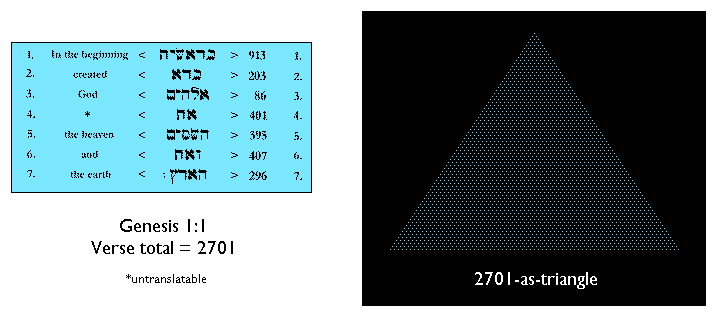 1. In the beginning < בראשית > 913 1.
2. created < ברא > 203 2.
3. God < אלהים > 86 3.
4. * < את > 401 4.
5. the heaven < השמים > 395 5.
6. and < ואת > 407 6.
7. the earth < הארץ: > 296 7.
Genesis 1:1
Verse total = 2701
*untranslatable
2701-as-triangle